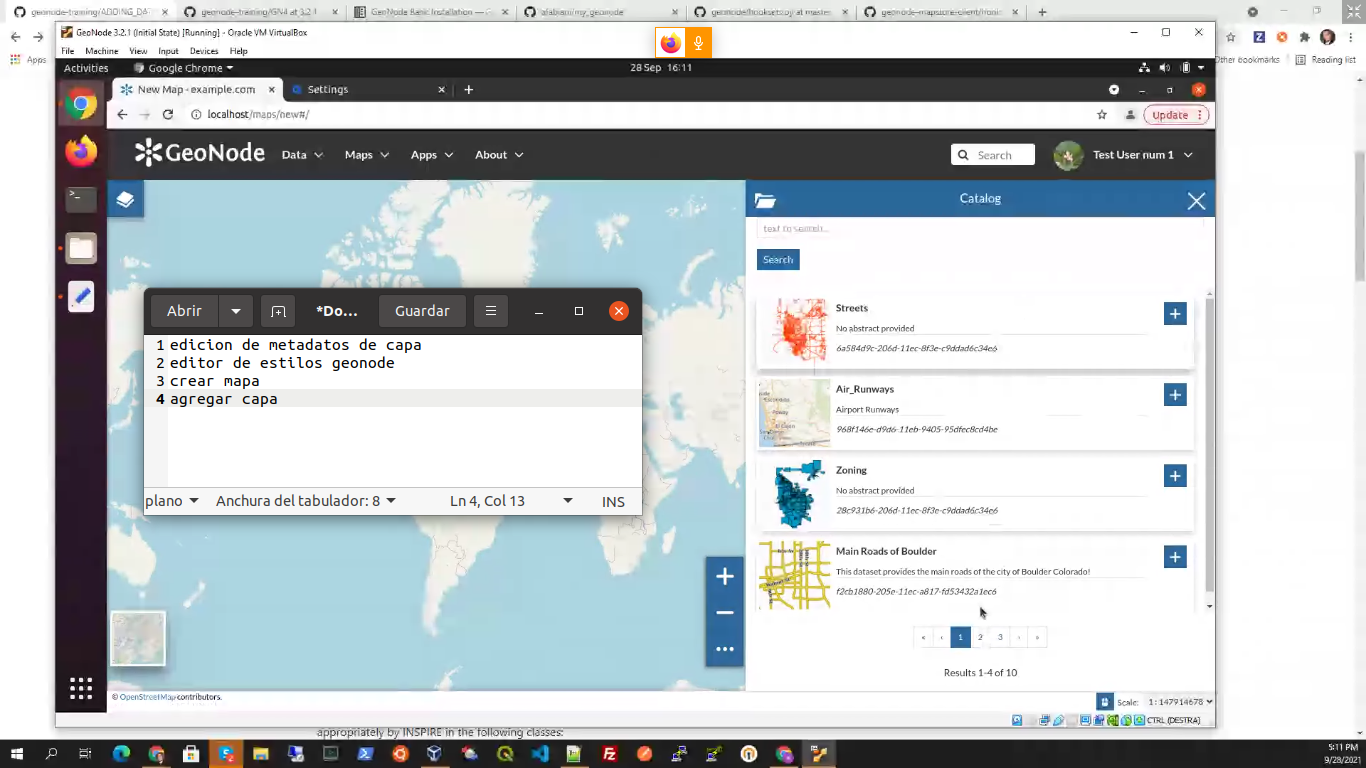 geonode-training/ADDING_DA
geonode-training/GN4 at 3.2.1
GeoNode Basic Installation — G
afabiani/my_geonode
geonode/hooksets.py at master
geonode-mapstore-client/
Apps
Other bookmarks
Reading list
GeoNode 3.2.1 (Initial State) [Running] - Oracle VM VirtualBox
File Machine View Input Devices Help
Activities Google Chrome 28 Sep 16:11
New Map - example.com Settings
localhost/maps/new#/ Update
GeoNode Data Maps Apps About Search Test User num 1
Catalog
text to search...
Search
Streets
No abstract provided
6a584d9c-206d-11ec-8f3e-c9ddad6c34e6
Air_Runways
Airport Runways
968f146e-d9d6-11eb-9405-95dfec8cd4be
Zoning
No abstract provided
28c931b6-206d-11ec-8f3e-c9ddad6c34e6
Main Roads of Boulder
This dataset provides the main roads of the city of Boulder Colorado!
f2cb1880-205e-11ec-a817-fd53432a1ec6
« ‹ 1 2 3 › »
Results 1-4 of 10
Abrir *Do... Guardar
1 edicion de metadatos de capa
2 editor de estilos geonode
3 crear mapa
4 agregar capa
plano Anchura del tabulador: 8 Ln 4, Col 13 INS
© OpenStreetMap contributors.
Scale: 1 : 147914678
CTRL (DESTRA)
appropriately by INSPIRE in the following classes:
5:11 PM
9/28/2021